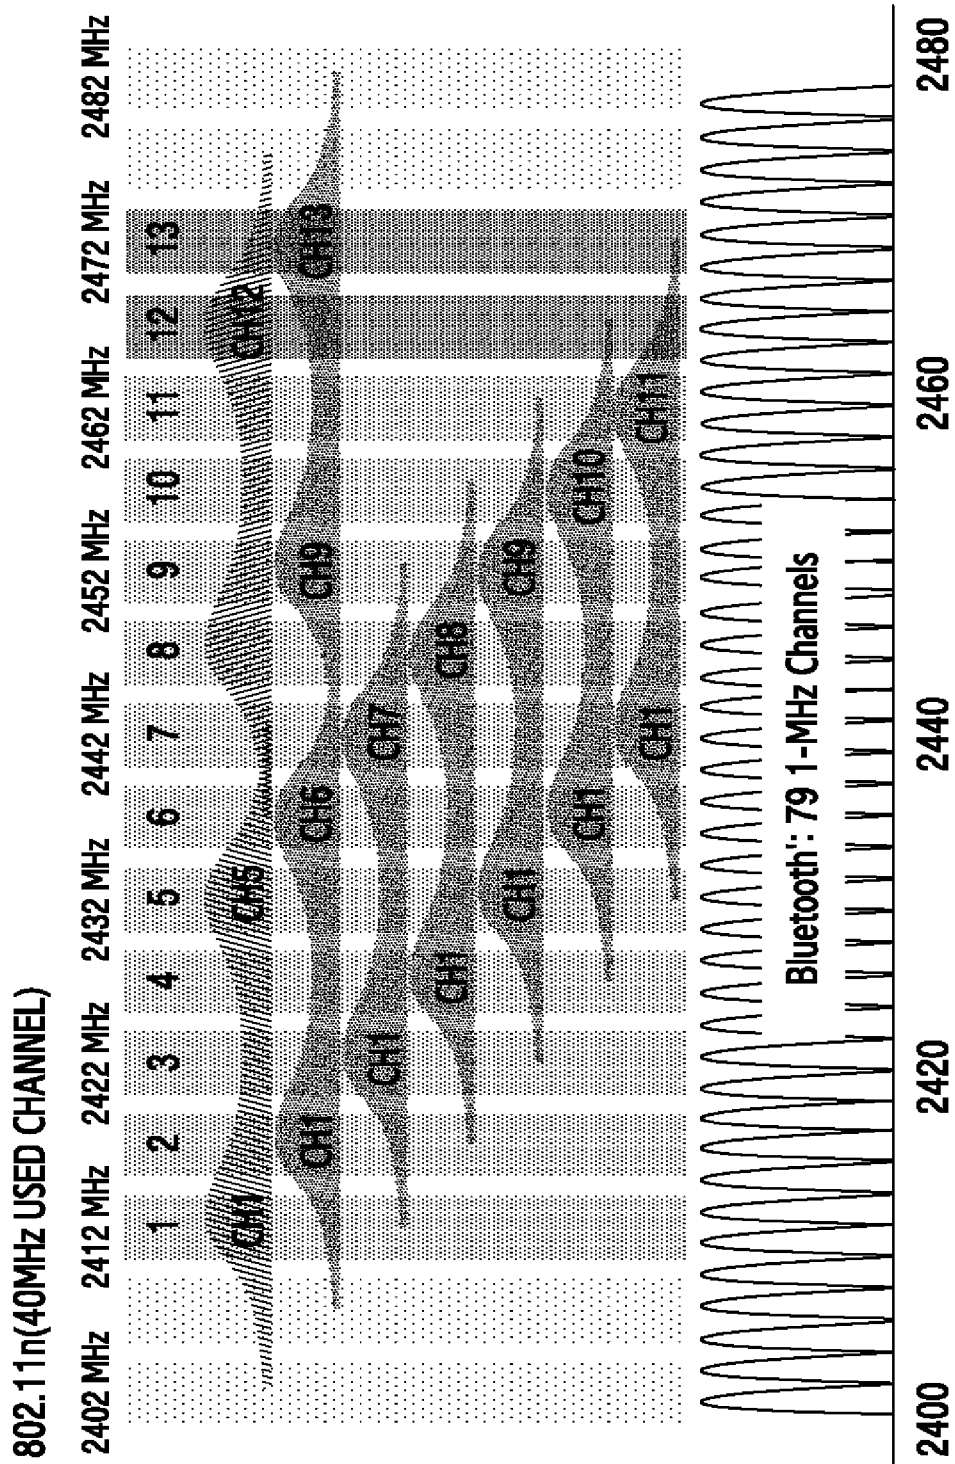 802.11n(40MHz USED CHANNEL)
2402 MHz 2412 MHz 2422 MHz 2432 MHz 2442 MHz 2452 MHz 2462 MHz 2472 MHz 2482 MHz
1 2 3 4 5 6 7 8 9 10 11 12 13
CH1 CH5 CH12
CH1 CH6 CH9 CH13
CH1 CH7
CH1 CH8
CH1 CH9
CH1 CH10
CH1 CH11
Bluetooth': 79 1-MHz Channels
2400 2420 2440 2460 2480